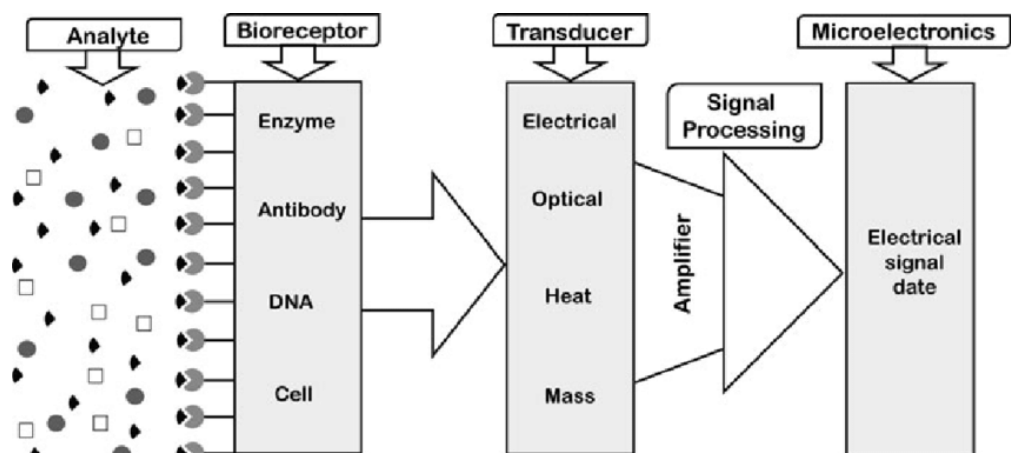 Analyte
Bioreceptor
Transducer
Microelectronics
Signal
Processing
Enzyme
Antibody
DNA
Cell
Electrical
Optical
Heat
Mass
Amplifier
Electrical
signal
date